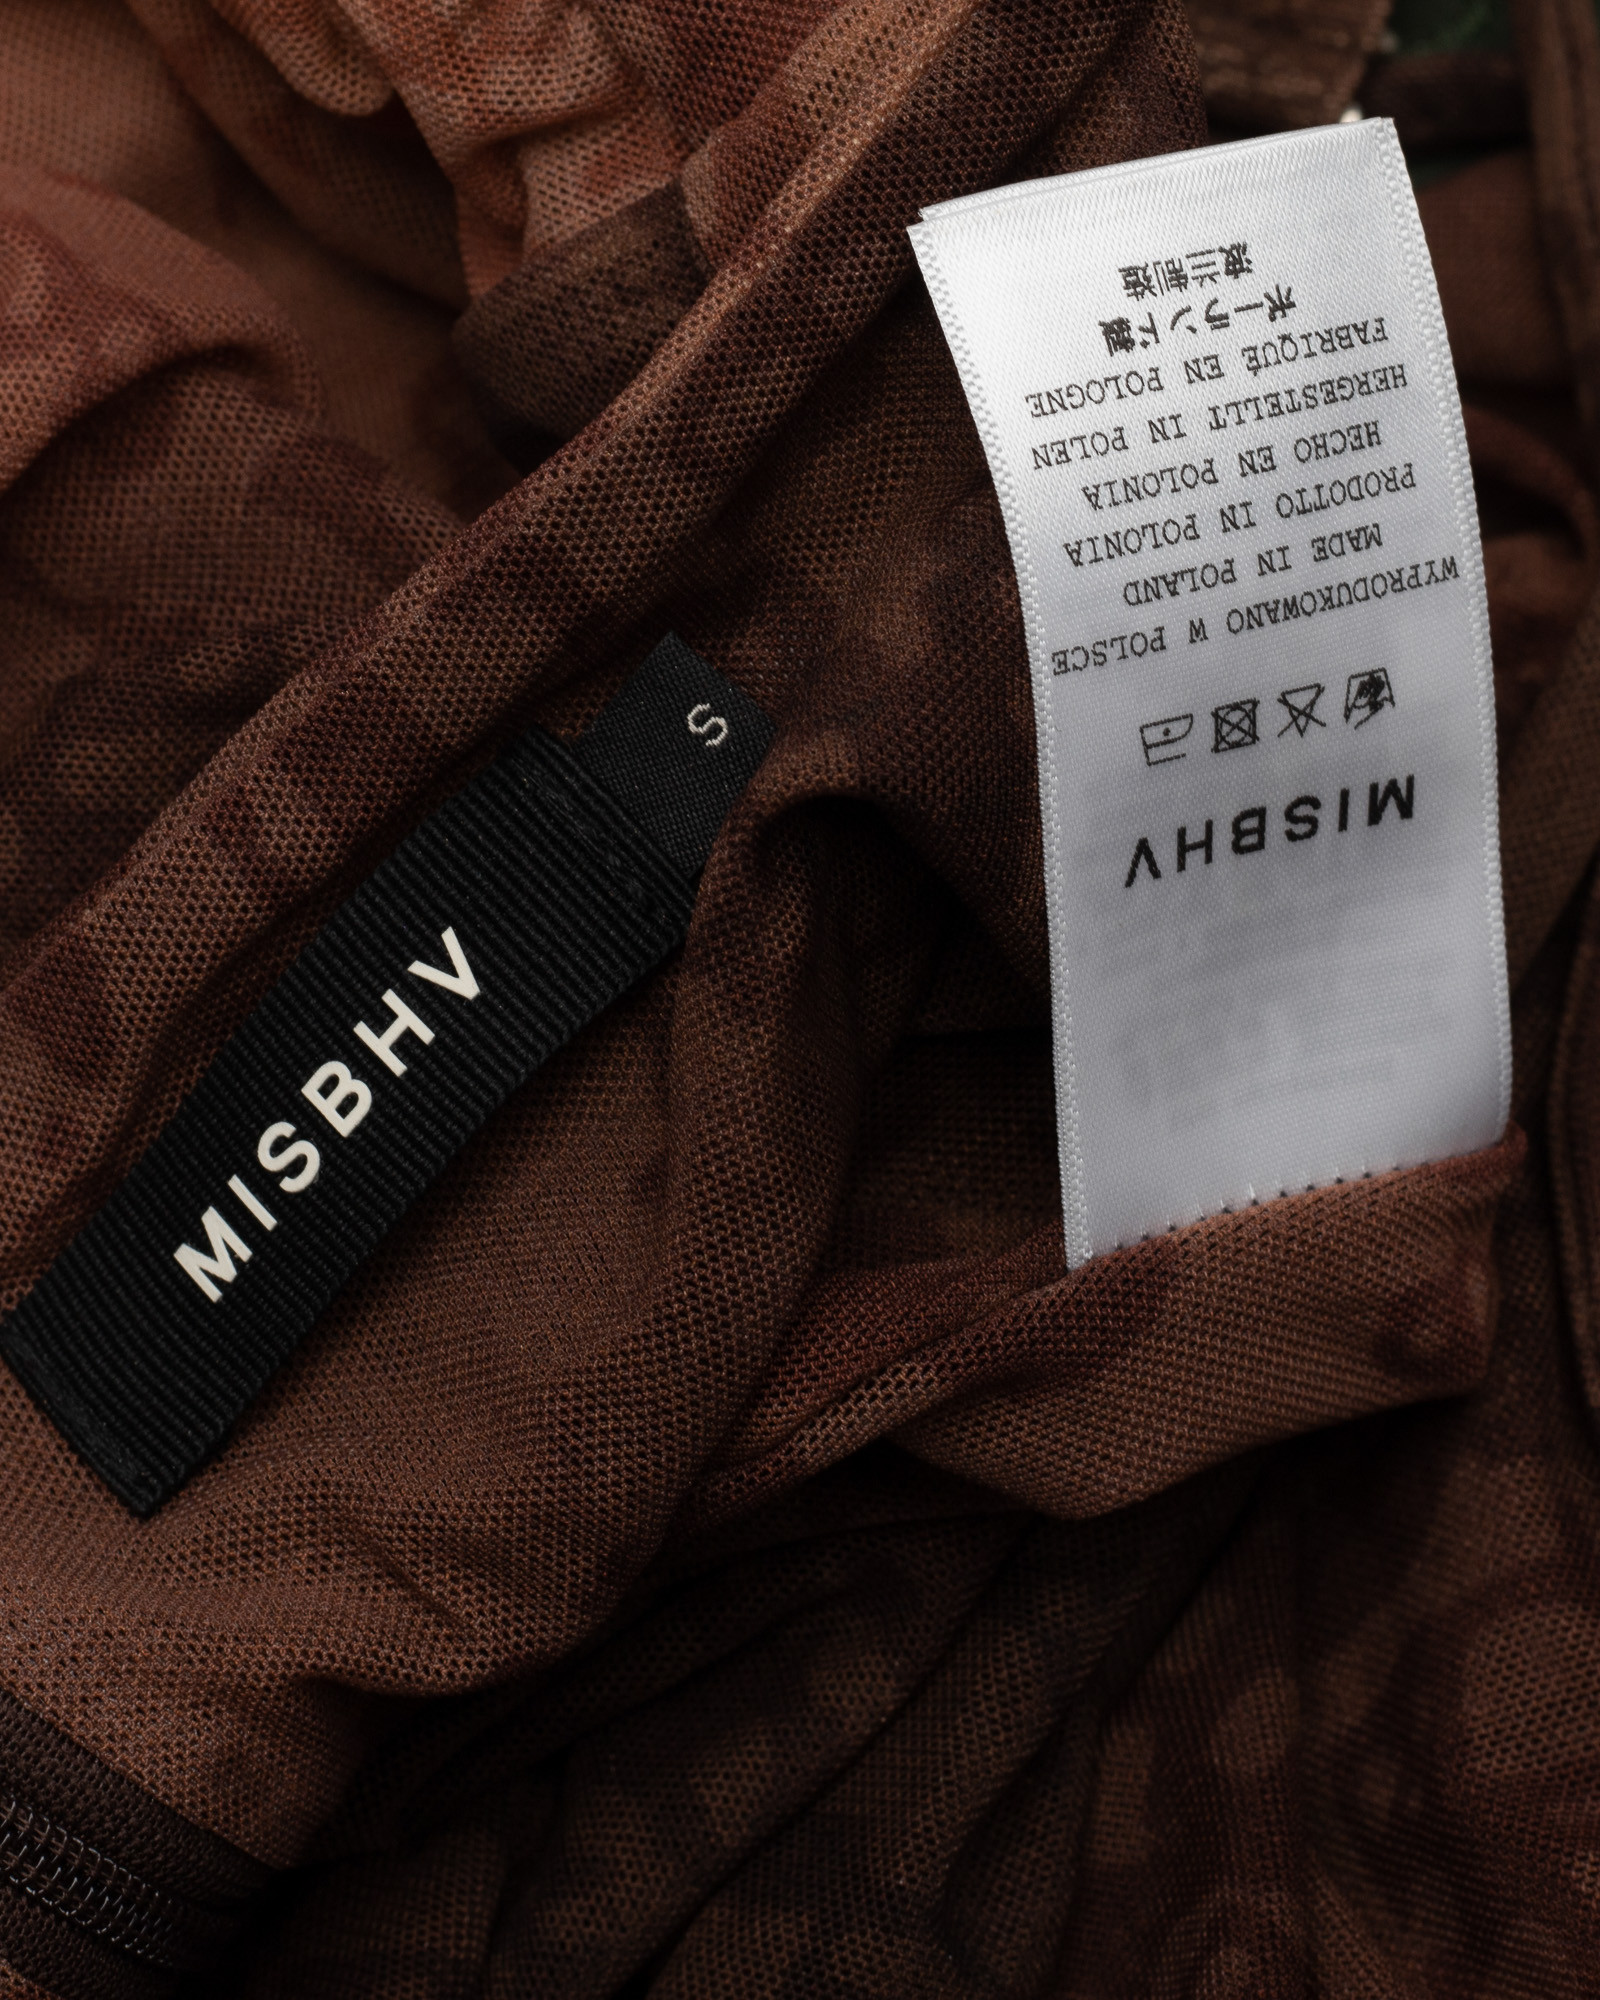 MISBHV
S
MISBHV
WYPRODUKOWANO W POLSCE
MADE IN POLAND
PRODOTTO IN POLONIA
HECHO EN POLONIA
HERGESTELLT IN POLEN
FABRIQUÉ EN POLOGNE
ポーランド製
波兰制造